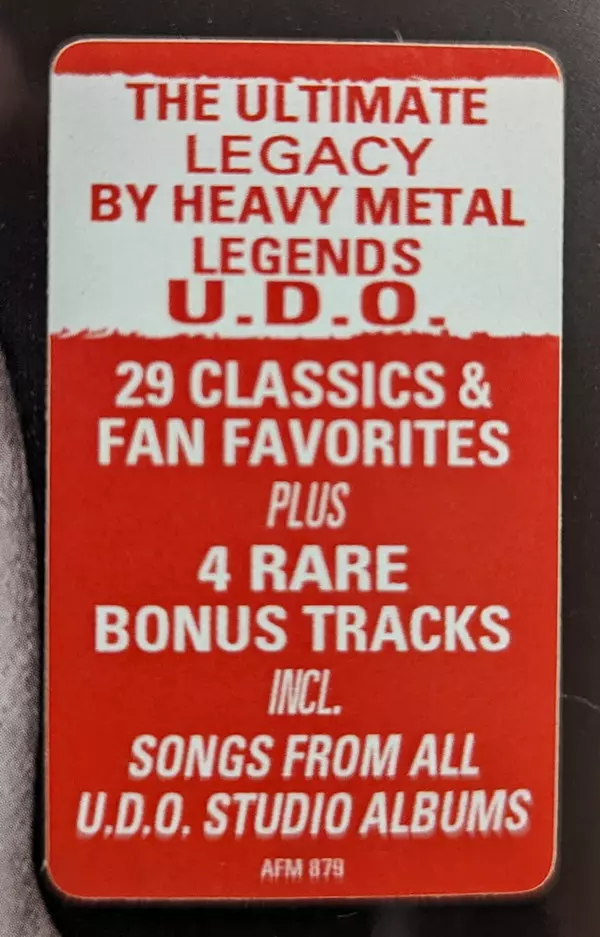 THE ULTIMATE
LEGACY
BY HEAVY METAL
LEGENDS
U.D.O.
29 CLASSICS &
FAN FAVORITES
PLUS
4 RARE
BONUS TRACKS
INCL.
SONGS FROM ALL
U.D.O. STUDIO ALBUMS
AFM 879